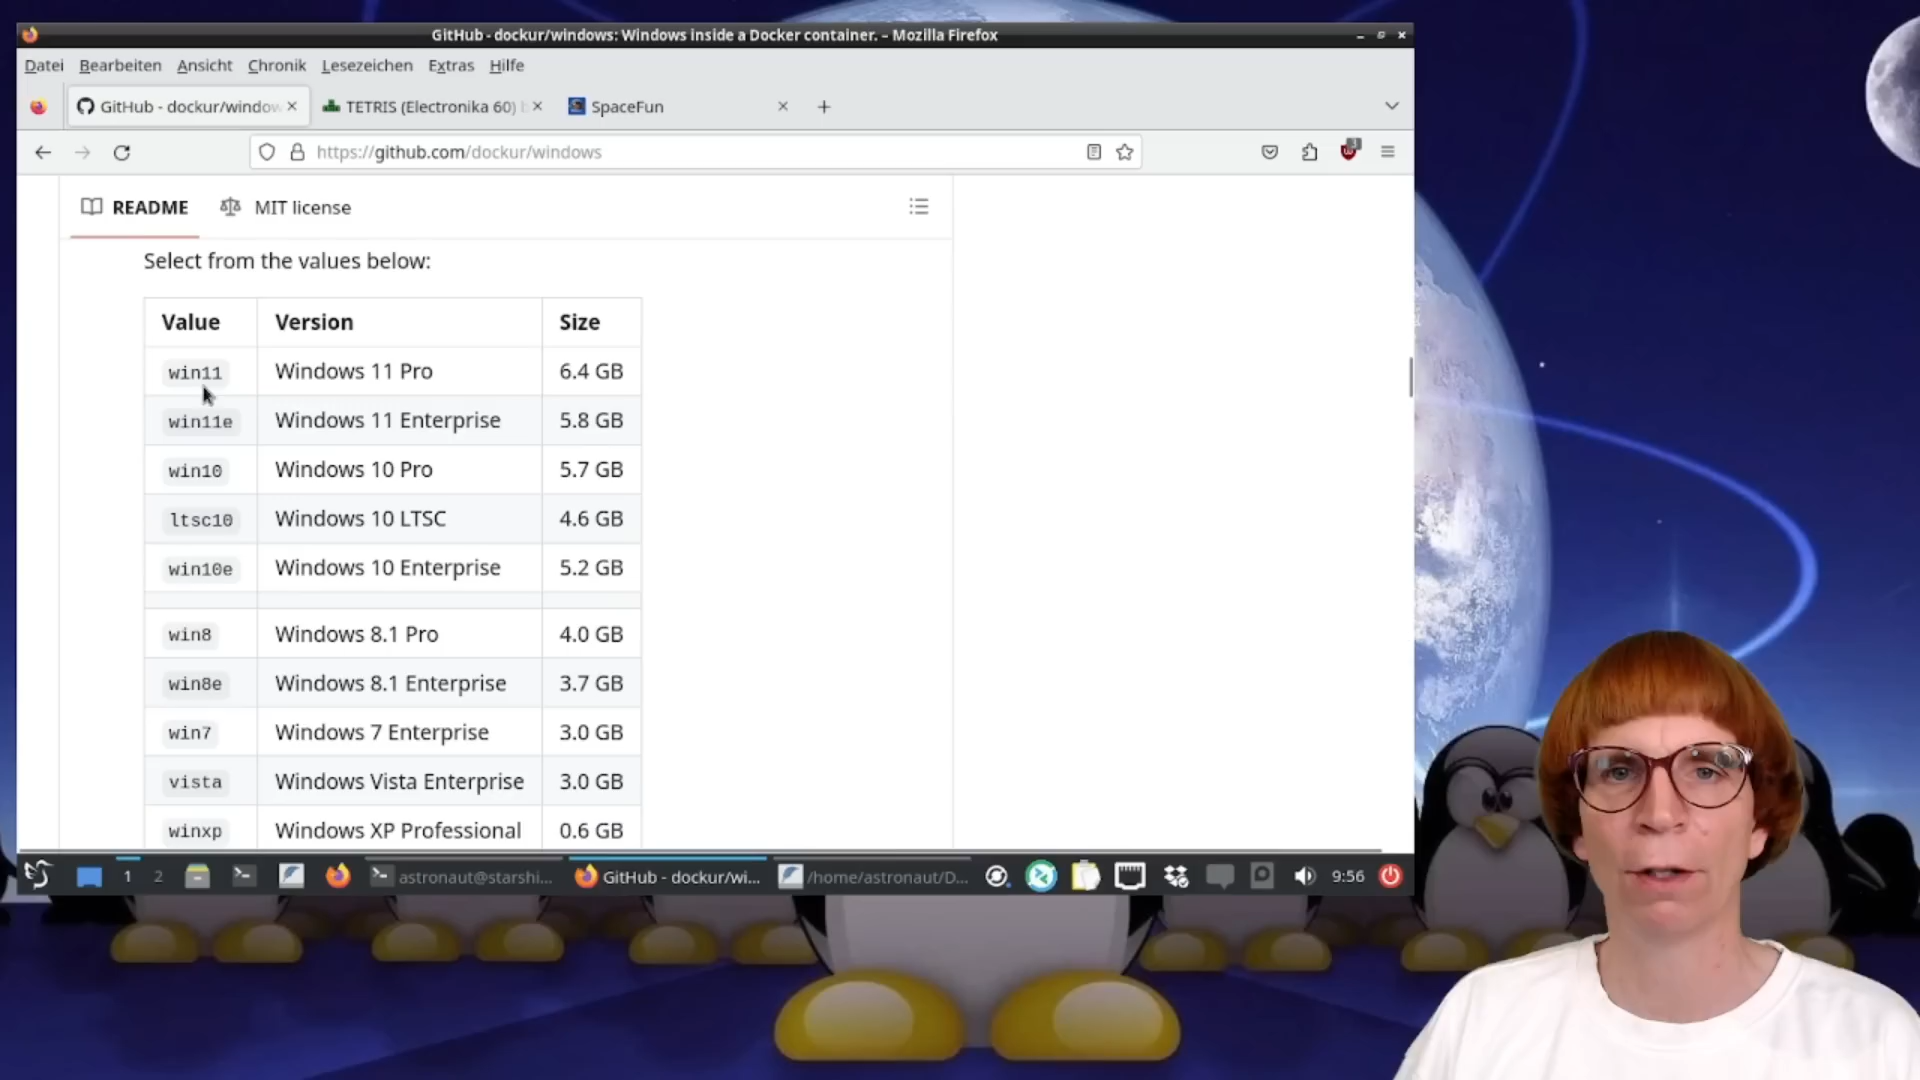 GitHub - dockur/windows: Windows inside a Docker container. – Mozilla Firefox
Datei Bearbeiten Ansicht Chronik Lesezeichen Extras Hilfe
GitHub - dockur/window
TETRIS (Electronika 60)
SpaceFun
https://github.com/dockur/windows
README
MIT license
Select from the values below:
Value Version Size
win11 Windows 11 Pro 6.4 GB
win11e Windows 11 Enterprise 5.8 GB
win10 Windows 10 Pro 5.7 GB
ltsc10 Windows 10 LTSC 4.6 GB
win10e Windows 10 Enterprise 5.2 GB
win8 Windows 8.1 Pro 4.0 GB
win8e Windows 8.1 Enterprise 3.7 GB
win7 Windows 7 Enterprise 3.0 GB
vista Windows Vista Enterprise 3.0 GB
winxp Windows XP Professional 0.6 GB
1 2 astronaut@starshi... GitHub - dockur/wi... /home/astronaut/D... 9:56